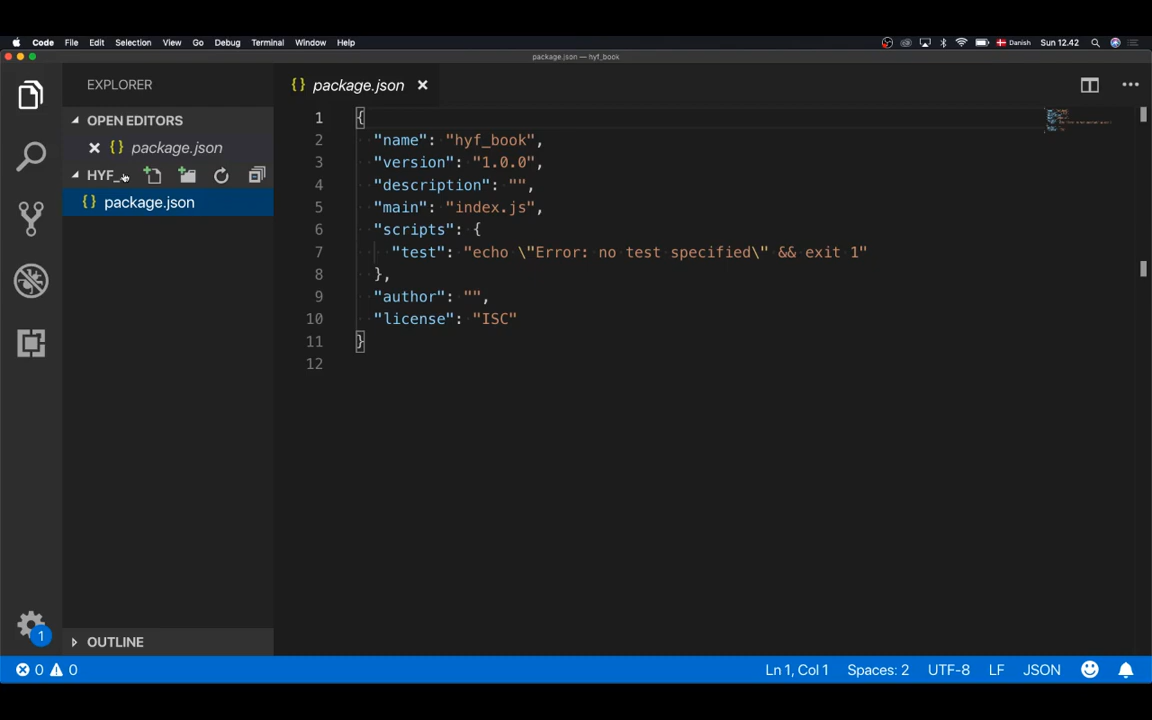 Code File Edit Selection View Go Debug Terminal Window Help Danish Sun 12.42
package.json — hyf_book
EXPLORER
package.json
OPEN EDITORS
package.json
HYF_
package.json
1 {
2 "name": "hyf_book",
3 "version": "1.0.0",
4 "description": "",
5 "main": "index.js",
6 "scripts": {
7 "test": "echo \"Error: no test specified\" && exit 1"
8 },
9 "author": "",
10 "license": "ISC"
11 }
12
1
OUTLINE
0 0 Ln 1, Col 1 Spaces: 2 UTF-8 LF JSON